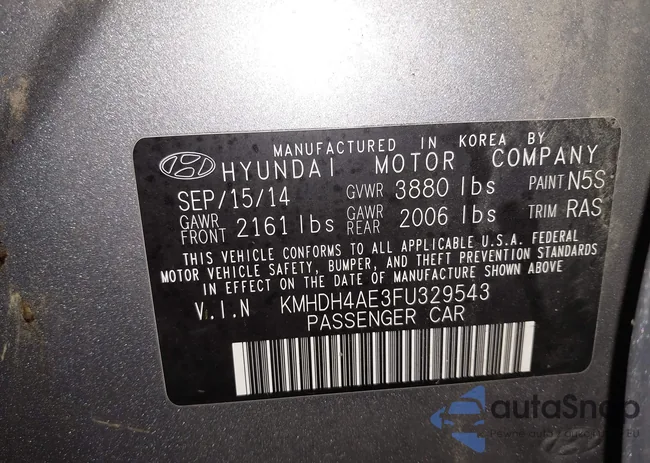 MANUFACTURED IN KOREA BY
HYUNDAI MOTOR COMPANY
SEP/15/14 GVWR 3880 lbs PAINT N5S
GAWR FRONT 2161 lbs GAWR REAR 2006 lbs TRIM RAS
THIS VEHICLE CONFORMS TO ALL APPLICABLE U.S.A. FEDERAL
MOTOR VEHICLE SAFETY, BUMPER, AND THEFT PREVENTION STANDARDS
IN EFFECT ON THE DATE OF MANUFACTURE SHOWN ABOVE
V.I.N KMHDH4AE3FU329543
PASSENGER CAR
autaSnap